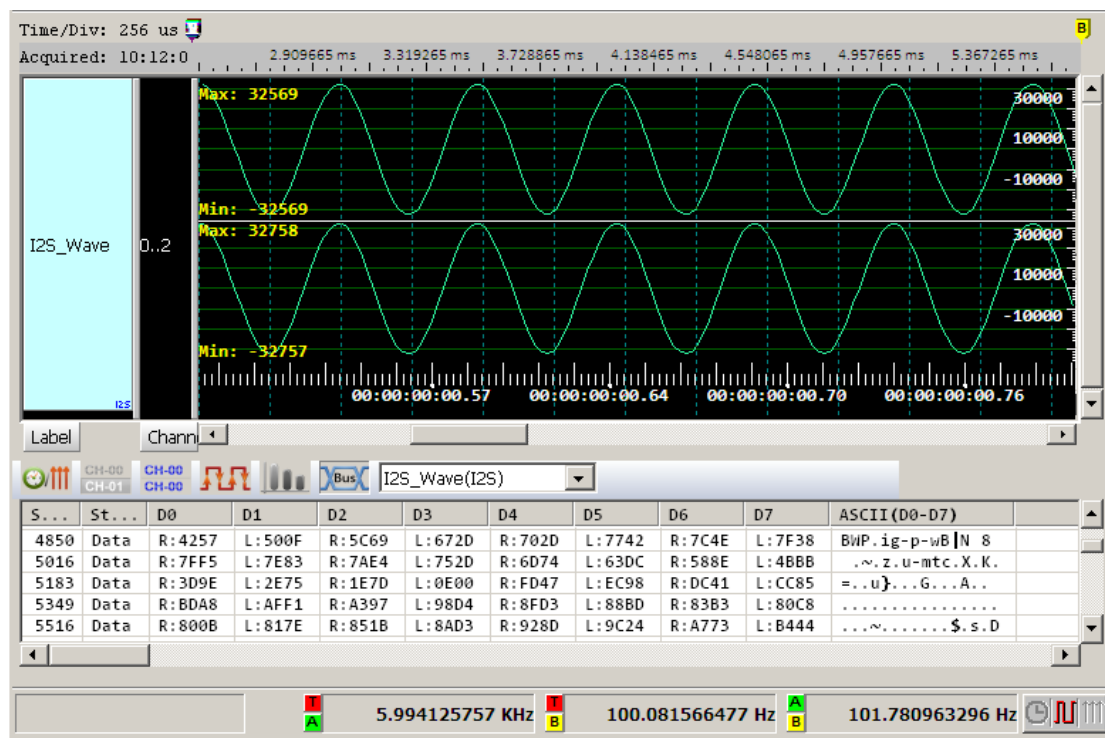 Time/Div: 256 us
B
Acquired: 10:12:0 2.909665 ms 3.319265 ms 3.728865 ms 4.138465 ms 4.548065 ms 4.957665 ms 5.367265 ms
Max: 32569
30000
10000
-10000
Min: -32569
Max: 32758
30000
I2S_Wave 0..2
10000
-10000
Min: -32757
00:00:00:00.57 00:00:00:00.64 00:00:00:00.70 00:00:00:00.76
I2S
Label Chann
CH-00 CH-00
CH-01 CH-00
Bus I2S_Wave(I2S)
S... St... D0 D1 D2 D3 D4 D5 D6 D7 ASCII(D0-D7)
4850 Data R:4257 L:500F R:5C69 L:672D R:702D L:7742 R:7C4E L:7F38 BWP.ig-p-wB|N 8
5016 Data R:7FF5 L:7E83 R:7AE4 L:752D R:6D74 L:63DC R:588E L:4BBB .~.z.u-mtc.X.K.
5183 Data R:3D9E L:2E75 R:1E7D L:0E00 R:FD47 L:EC98 R:DC41 L:CC85 =..u}...G...A..
5349 Data R:BDA8 L:AFF1 R:A397 L:98D4 R:8FD3 L:88BD R:83B3 L:80C8 ................
5516 Data R:800B L:817E R:851B L:8AD3 R:928D L:9C24 R:A773 L:B444 ...~.......$.s.D
T A 5.994125757 KHz T B 100.081566477 Hz A B 101.780963296 Hz